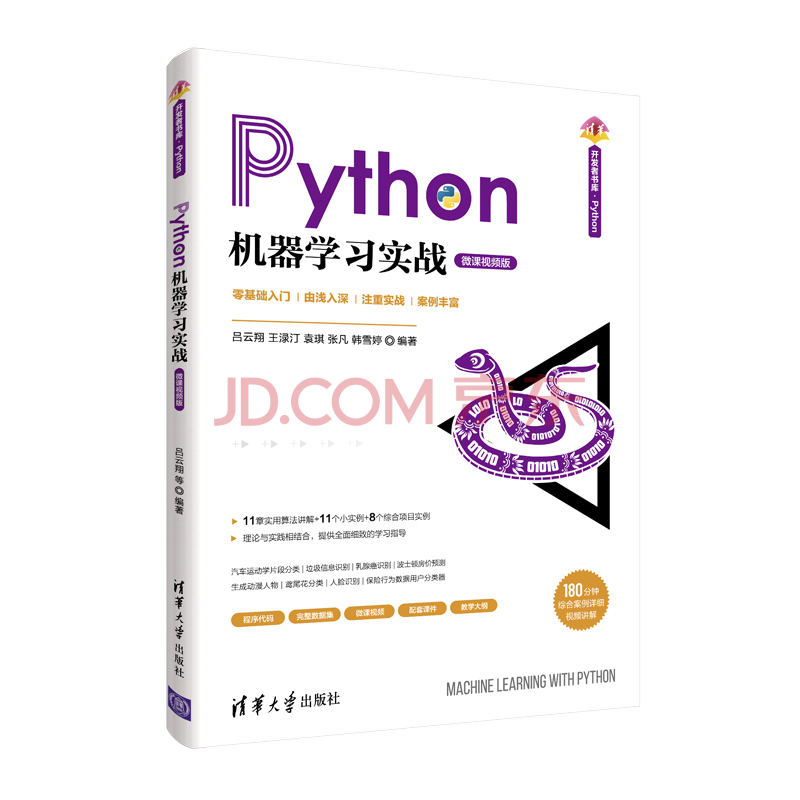 清华
开发者书库·Python
Python
机器学习实战
微课视频版
吕云翔 等 ◎ 编著
清华大学出版社
清华
开发者书库·Python
Python
机器学习实战 微课视频版
零基础入门 | 由浅入深 | 注重实战 | 案例丰富
吕云翔 王渌汀 袁琪 张凡 韩雪婷 ◎ 编著
JD.COM 京东
01010 01010 01010
11章实用算法讲解+11个小实例+8个综合项目实例
理论与实践相结合，提供全面细致的学习指导
汽车运动学片段分类 | 垃圾信息识别 | 乳腺癌识别 | 波士顿房价预测
生成动漫人物 | 鸢尾花分类 | 人脸识别 | 保险行为数据用户分类器
程序代码 完整数据集 微课视频 配套课件 教学大纲
180分钟
综合案例详细
视频讲解
MACHINE LEARNING WITH PYTHON
清华大学出版社